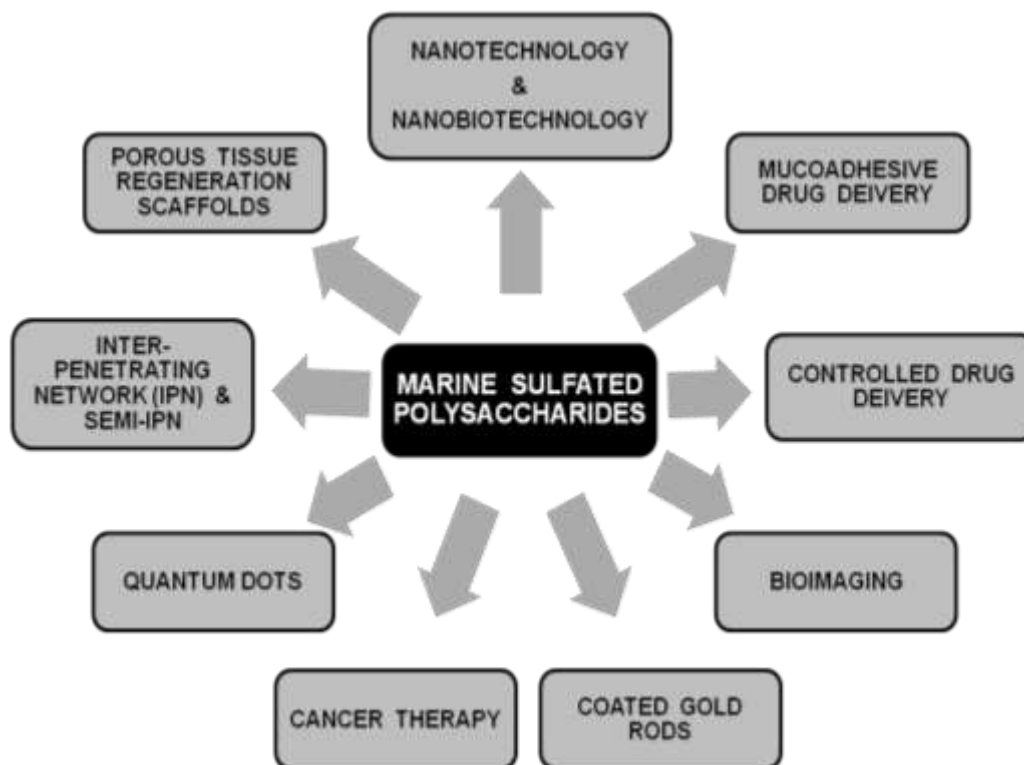 NANOTECHNOLOGY
&
NANOBIOTECHNOLOGY
POROUS TISSUE
REGENERATION
SCAFFOLDS
MUCOADHESIVE
DRUG DEIVERY
INTER-
PENETRATING
NETWORK (IPN) &
SEMI-IPN
MARINE SULFATED
POLYSACCHARIDES
CONTROLLED DRUG
DEIVERY
QUANTUM DOTS
BIOIMAGING
CANCER THERAPY
COATED GOLD
RODS